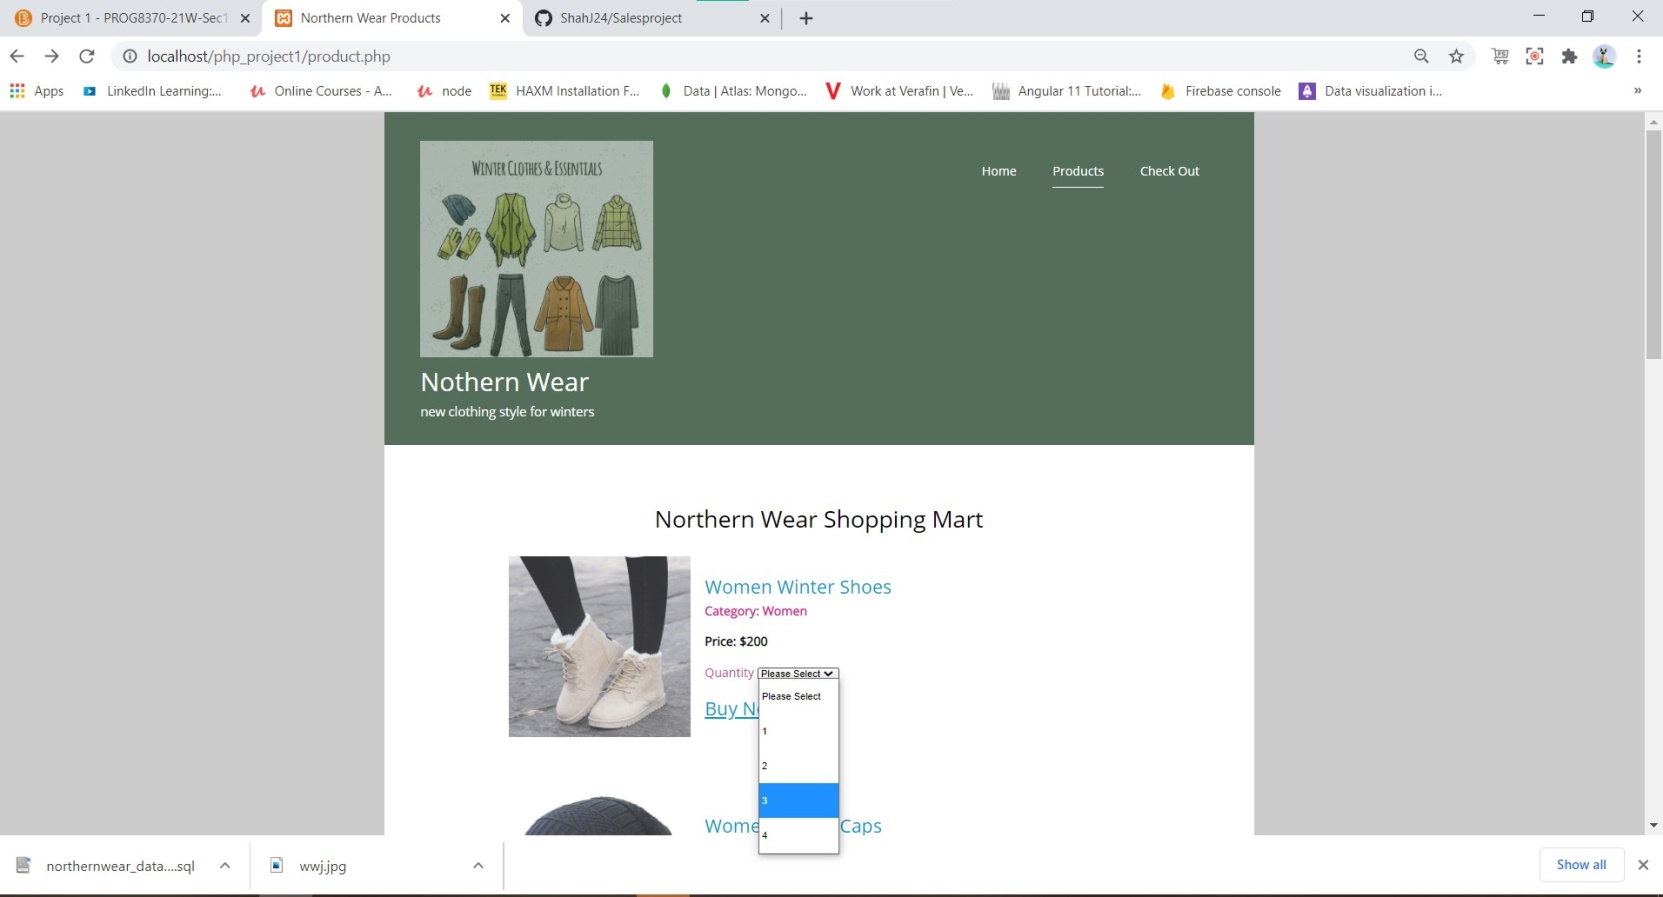 Project 1 - PROG8370-21W-Sec1
Northern Wear Products
ShahJ24/Salesproject
localhost/php_project1/product.php
Apps
LinkedIn Learning:...
Online Courses - A...
node
TEK
HAXM Installation F...
Data | Atlas: Mongo...
Work at Verafin | Ve...
Angular 11 Tutorial:...
Firebase console
Data visualization i...
»
WINTER CLOTHES & ESSENTIALS
Home
Products
Check Out
Nothern Wear
new clothing style for winters
Northern Wear Shopping Mart
Women Winter Shoes
Category: Women
Price: $200
Quantity Please Select
Please Select
Buy
1
2
3
4
Caps
northernwear_data....sql
wwj.jpg
Show all